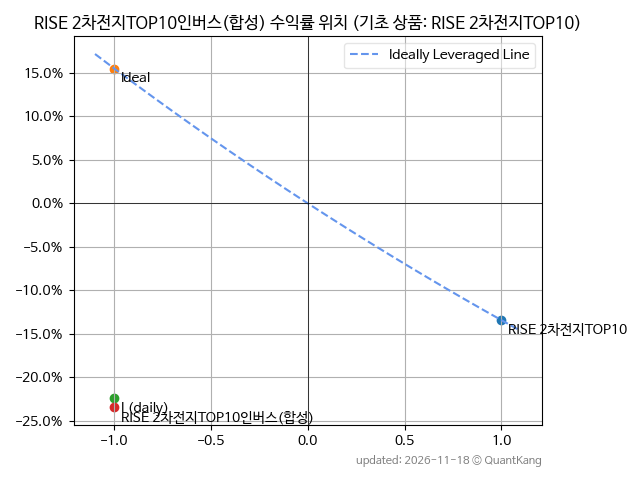 RISE 2차전지TOP10인버스(합성) 수익률 위치 (기초 상품: RISE 2차전지TOP10)
Ideally Leveraged Line
15.0%
10.0%
5.0%
0.0%
−5.0%
−10.0%
−15.0%
−20.0%
−25.0%
Ideal
RISE 2차전지TOP10
I (daily)
RISE 2차전지TOP10인버스(합성)
−1.0
−0.5
0.0
0.5
1.0
updated: 2026-11-18 © QuantKang